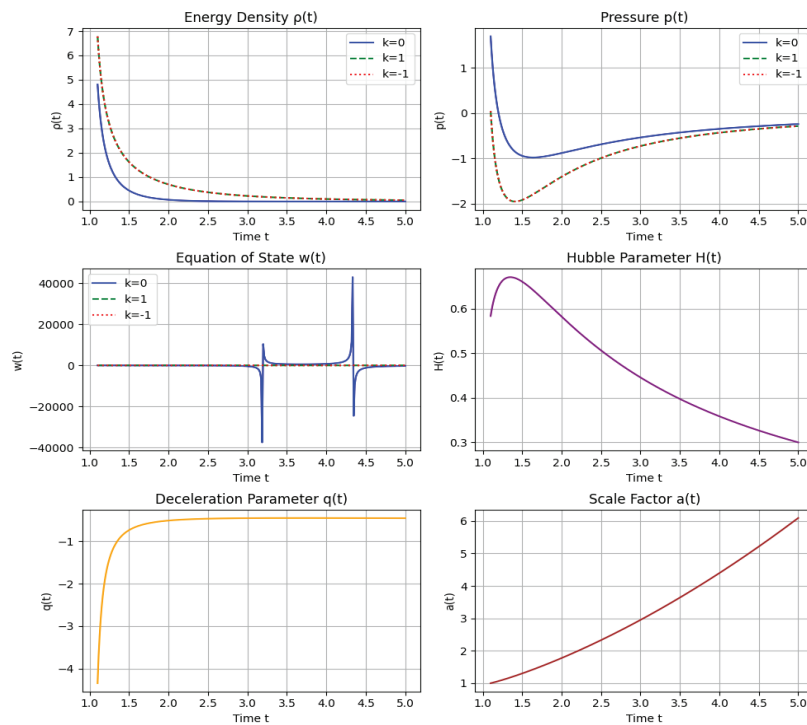 Energy Density ρ(t)
7
6
5
4
3
2
1
0
ρ(t)
k=0
k=1
k=-1
1.0 1.5 2.0 2.5 3.0 3.5 4.0 4.5 5.0
Time t
Pressure p(t)
1
0
−1
−2
p(t)
k=0
k=1
k=-1
1.0 1.5 2.0 2.5 3.0 3.5 4.0 4.5 5.0
Time t
Equation of State w(t)
40000
20000
0
−20000
−40000
w(t)
k=0
k=1
k=-1
1.0 1.5 2.0 2.5 3.0 3.5 4.0 4.5 5.0
Time t
Hubble Parameter H(t)
0.6
0.5
0.4
0.3
H(t)
1.0 1.5 2.0 2.5 3.0 3.5 4.0 4.5 5.0
Time t
Deceleration Parameter q(t)
−1
−2
−3
−4
q(t)
1.0 1.5 2.0 2.5 3.0 3.5 4.0 4.5 5.0
Time t
Scale Factor a(t)
6
5
4
3
2
1
a(t)
1.0 1.5 2.0 2.5 3.0 3.5 4.0 4.5 5.0
Time t